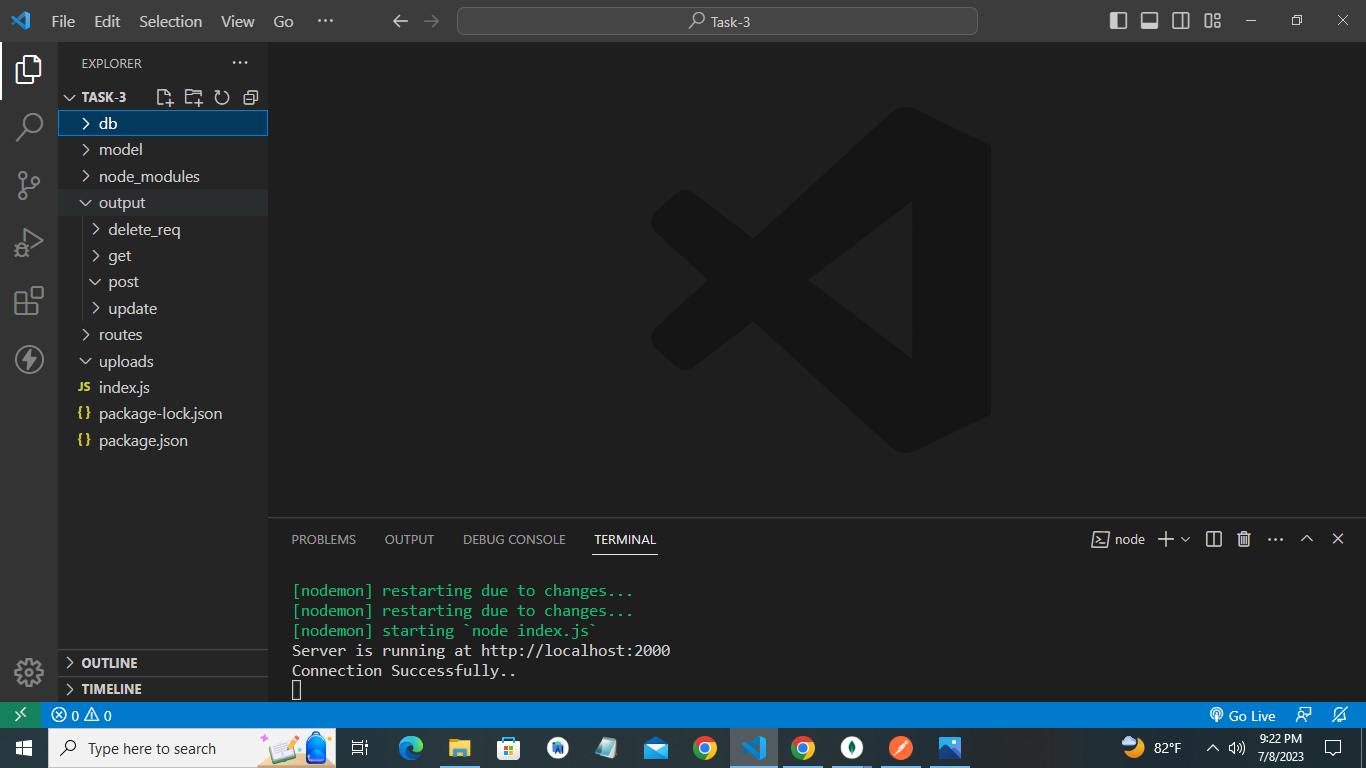 File Edit Selection View Go ···
Task-3
EXPLORER ···
TASK-3
db
model
node_modules
output
delete_req
get
post
update
routes
uploads
JS index.js
{} package-lock.json
{} package.json
OUTLINE
TIMELINE
PROBLEMS OUTPUT DEBUG CONSOLE TERMINAL
node
[nodemon] restarting due to changes...
[nodemon] restarting due to changes...
[nodemon] starting `node index.js`
Server is running at http://localhost:2000
Connection Successfully..
0 0
Go Live
Type here to search
82°F
9:22 PM
7/8/2023